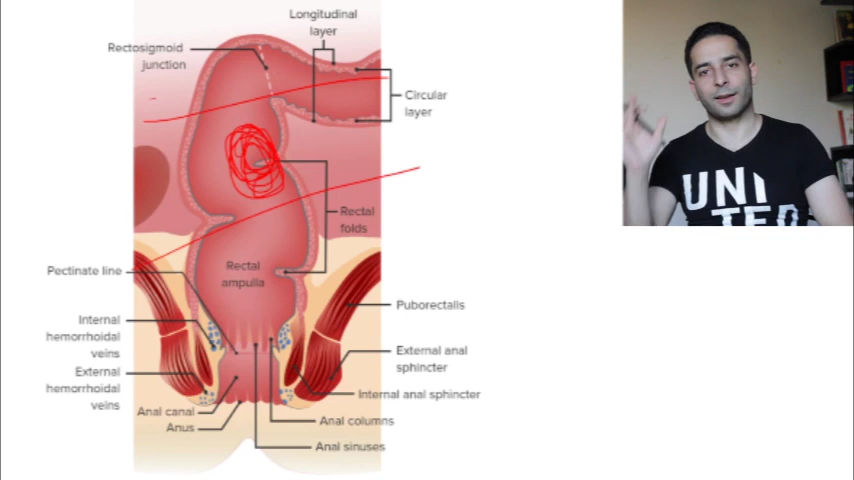 Longitudinal
layer
Rectosigmoid
junction
Circular
layer
Rectal
folds
Rectal
ampulla
Pectinate line
Puborectalis
Internal
hemorrhoidal
veins
External anal
sphincter
External
hemorrhoidal
veins
Internal anal sphincter
Anal canal
Anus
Anal columns
Anal sinuses
UNI
TED